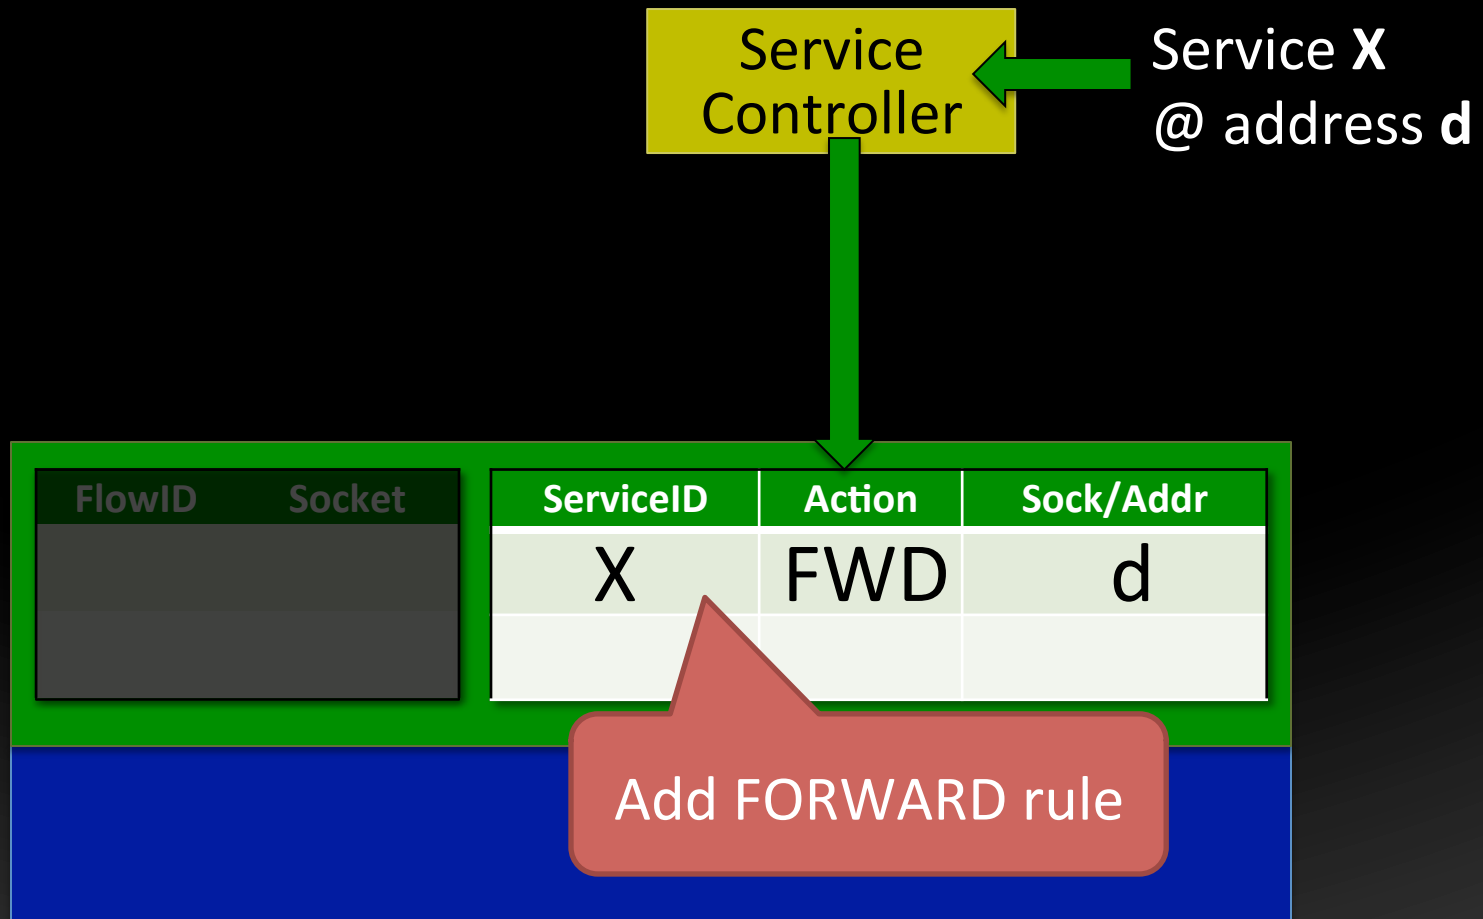 Service
Controller
Service X
@ address d
FlowID Socket
ServiceID Action Sock/Addr
X FWD d
Add FORWARD rule